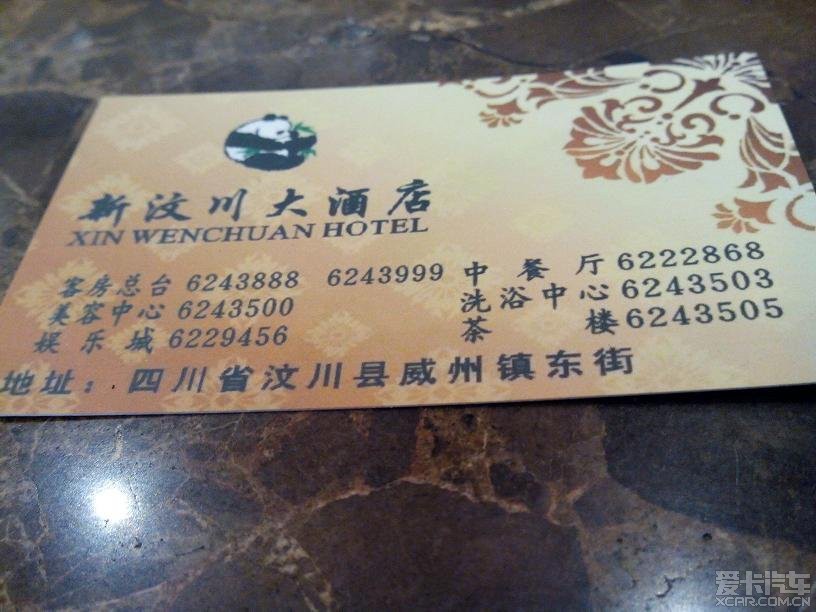 新汶川大酒店
XIN WENCHUAN HOTEL
客房总台 6243888 6243999
美容中心 6243500
娱乐城 6229456
中餐厅 6222868
洗浴中心 6243503
茶楼 6243505
地址：四川省汶川县威州镇东街
爱卡汽车
XCAR.COM.CN